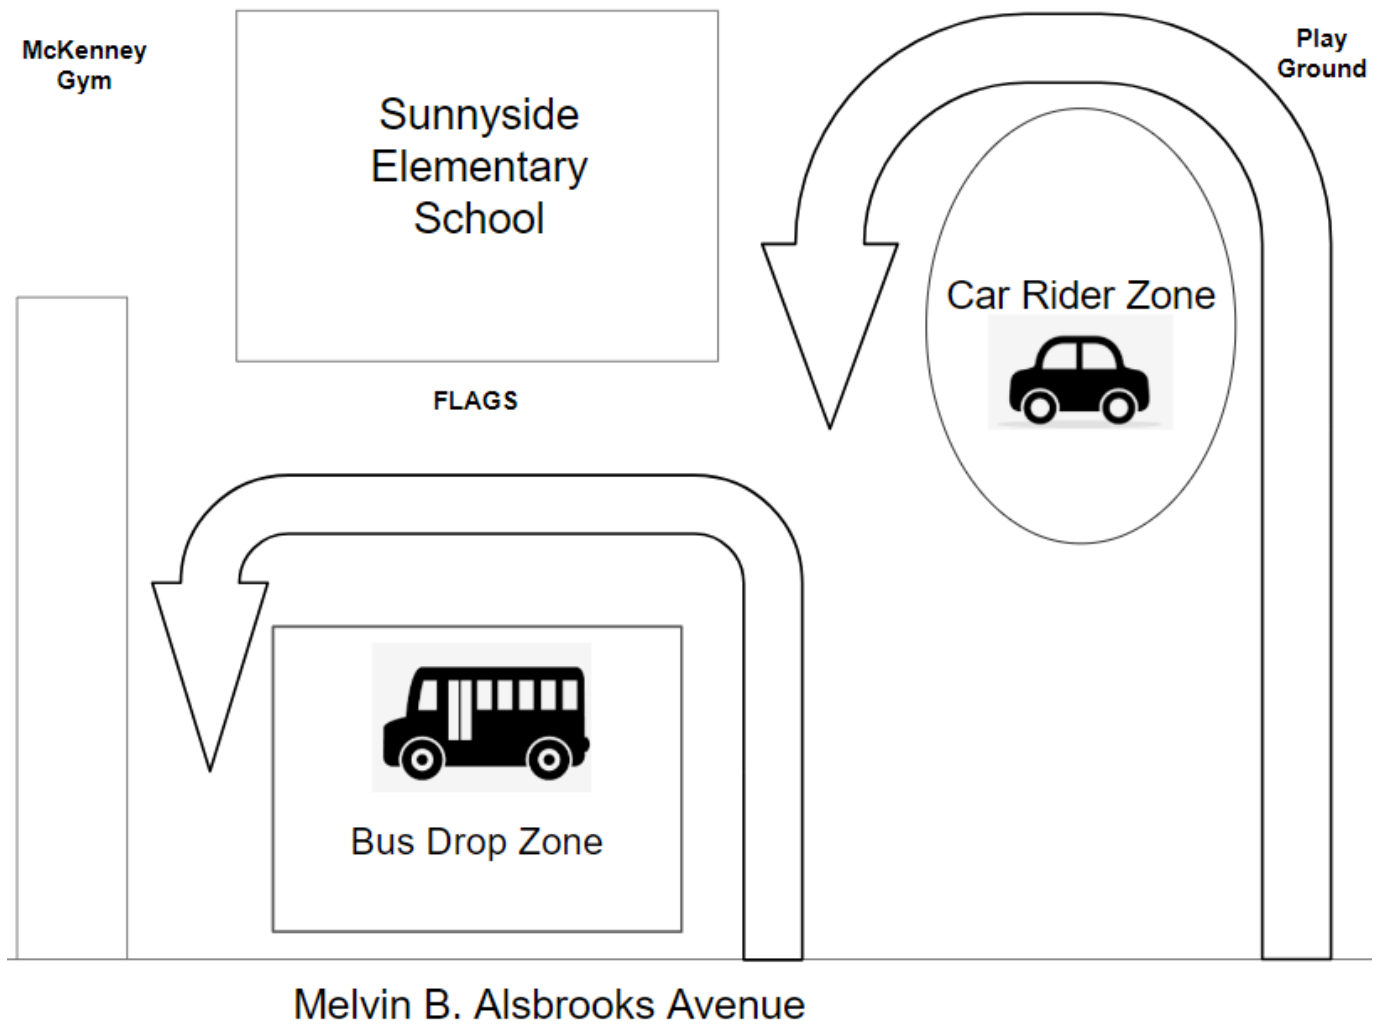 McKenney
Gym
Sunnyside
Elementary
School
Play
Ground
Car Rider Zone
FLAGS
Bus Drop Zone
Melvin B. Alsbrooks Avenue